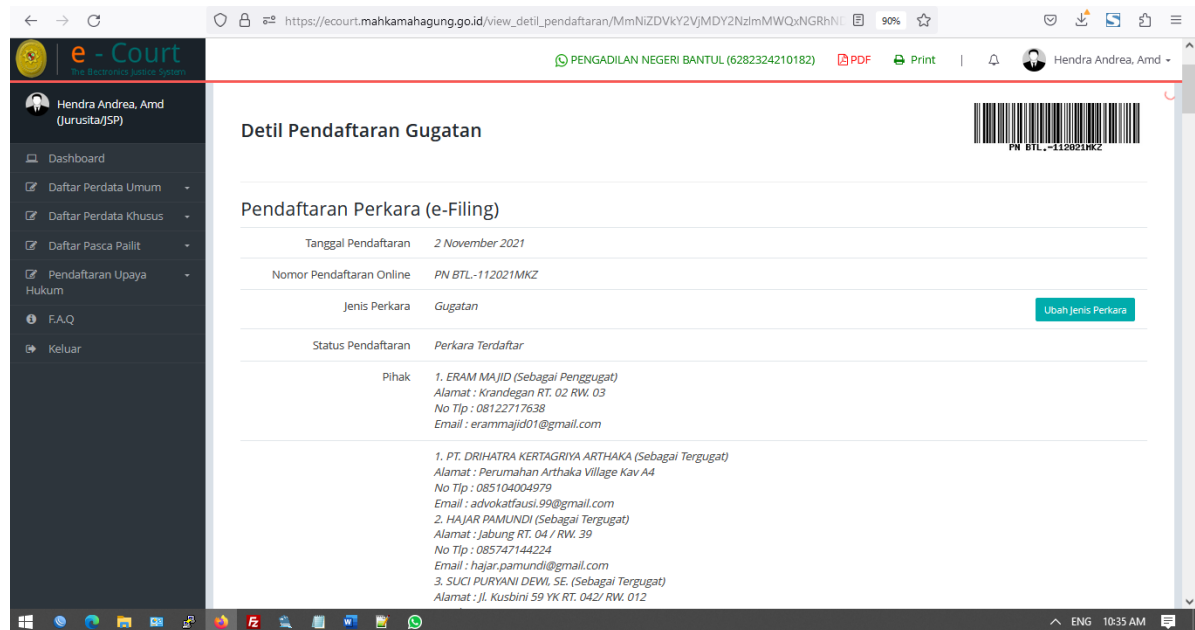 https://ecourt.mahkamahagung.go.id/view_detil_pendaftaran/MmNiZDVkY2VjMDY2NzlmMWQxNGRhN
90%
e - Court
The Electronics Justice System
PENGADILAN NEGERI BANTUL (6282324210182)
PDF
Print
Hendra Andrea, Amd
Hendra Andrea, Amd
(Jurusita/JSP)
Dashboard
Daftar Perdata Umum
Daftar Perdata Khusus
Daftar Pasca Pailit
Pendaftaran Upaya
Hukum
F.A.Q
Keluar
Detil Pendaftaran Gugatan
PN BTL.-112021MKZ
Pendaftaran Perkara (e-Filing)
Tanggal Pendaftaran 2 November 2021
Nomor Pendaftaran Online PN BTL.-112021MKZ
Jenis Perkara Gugatan
Ubah Jenis Perkara
Status Pendaftaran Perkara Terdaftar
Pihak 1. ERAM MAJID (Sebagai Penggugat)
Alamat : Krandegan RT. 02 RW. 03
No Tlp : 08122717638
Email : erammajid01@gmail.com
1. PT. DRIHATRA KERTAGRIYA ARTHAKA (Sebagai Tergugat)
Alamat : Perumahan Arthaka Village Kav A4
No Tlp : 085104004979
Email : advokatfausi.99@gmail.com
2. HAJAR PAMUNDI (Sebagai Tergugat)
Alamat : Jabung RT. 04 / RW. 39
No Tlp : 085747144224
Email : hajar.pamundi@gmail.com
3. SUCI PURYANI DEWI, SE. (Sebagai Tergugat)
Alamat : Jl. Kusbini 59 YK RT. 042/ RW. 012
ENG 10:35 AM